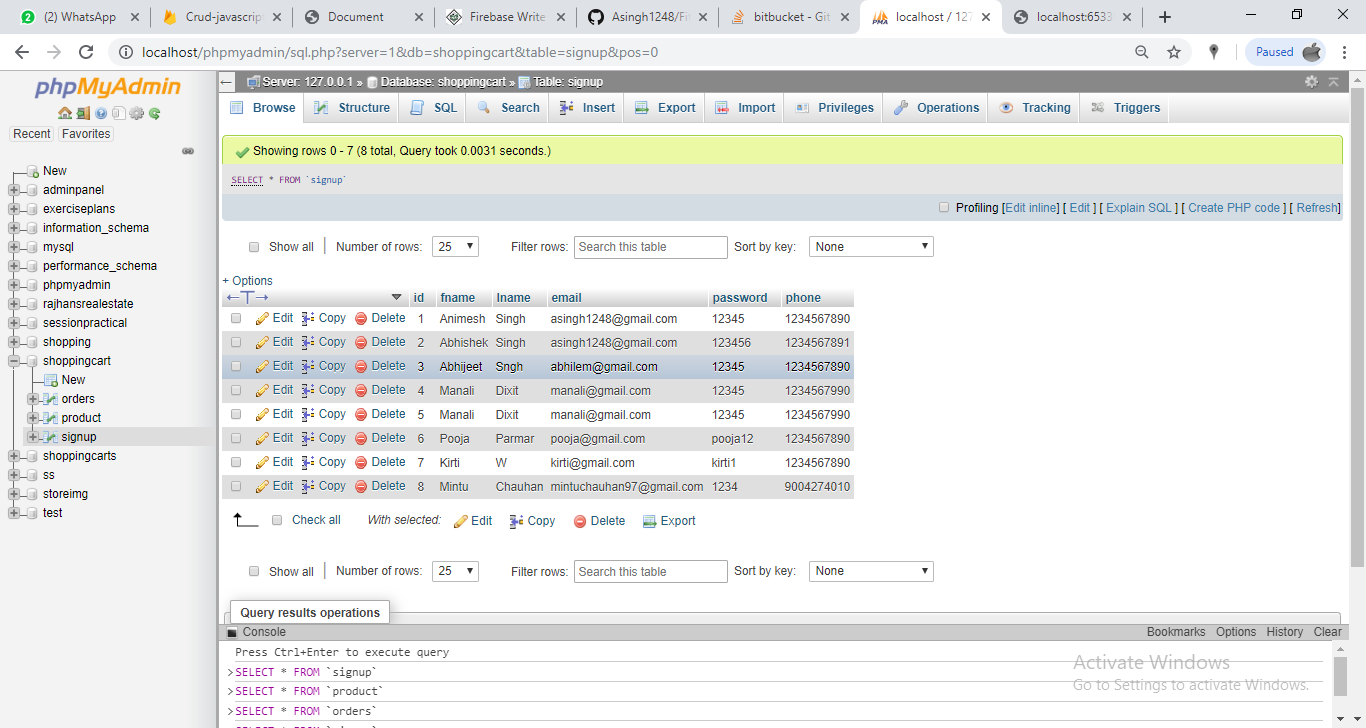 (2) WhatsApp Crud-javascrip Document Firebase Write Asingh1248/Fi bitbucket - Git localhost / 127 localhost:6533
localhost/phpmyadmin/sql.php?server=1&db=shoppingcart&table=signup&pos=0 Paused
phpMyAdmin
Recent Favorites
New
adminpanel
exerciseplans
information_schema
mysql
performance_schema
phpmyadmin
rajhansrealestate
sessionpractical
shopping
shoppingcart
New
orders
product
signup
shoppingcarts
ss
storeimg
test
Server: 127.0.0.1 » Database: shoppingcart » Table: signup
Browse Structure SQL Search Insert Export Import Privileges Operations Tracking Triggers
Showing rows 0 - 7 (8 total, Query took 0.0031 seconds.)
SELECT * FROM `signup`
Profiling [Edit inline] [ Edit ] [ Explain SQL ] [ Create PHP code ] [ Refresh]
Show all Number of rows: 25 Filter rows: Search this table Sort by key: None
+ Options
←T→ id fname lname email password phone
Edit Copy Delete 1 Animesh Singh asingh1248@gmail.com 12345 1234567890
Edit Copy Delete 2 Abhishek Singh asingh1248@gmail.com 123456 1234567891
Edit Copy Delete 3 Abhijeet Sngh abhilem@gmail.com 12345 1234567890
Edit Copy Delete 4 Manali Dixit manali@gmail.com 12345 1234567990
Edit Copy Delete 5 Manali Dixit manali@gmail.com 12345 1234567990
Edit Copy Delete 6 Pooja Parmar pooja@gmail.com pooja12 1234567890
Edit Copy Delete 7 Kirti W kirti@gmail.com kirti1 1234567890
Edit Copy Delete 8 Mintu Chauhan mintuchauhan97@gmail.com 1234 9004274010
Check all With selected: Edit Copy Delete Export
Show all Number of rows: 25 Filter rows: Search this table Sort by key: None
Query results operations
Console Bookmarks Options History Clear
Press Ctrl+Enter to execute query
>SELECT * FROM `signup`
>SELECT * FROM `product`
>SELECT * FROM `orders`
Activate Windows
Go to Settings to activate Windows.